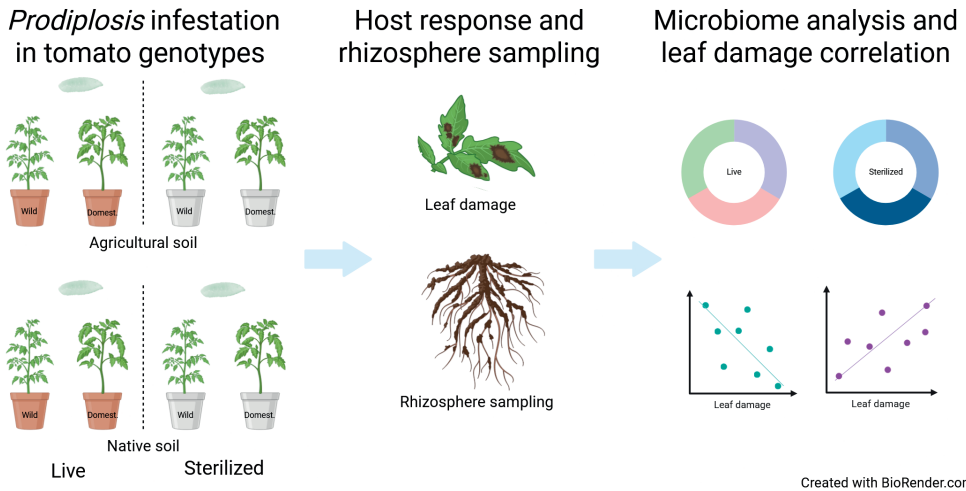 Prodiplosis infestation
in tomato genotypes
Wild
Domest.
Wild
Domest.
Agricultural soil
Wild
Domest.
Wild
Domest.
Native soil
Live
Sterilized
Host response and
rhizosphere sampling
Leaf damage
Rhizosphere sampling
Microbiome analysis and
leaf damage correlation
Live
Sterilized
Leaf damage
Leaf damage
Created with BioRender.com